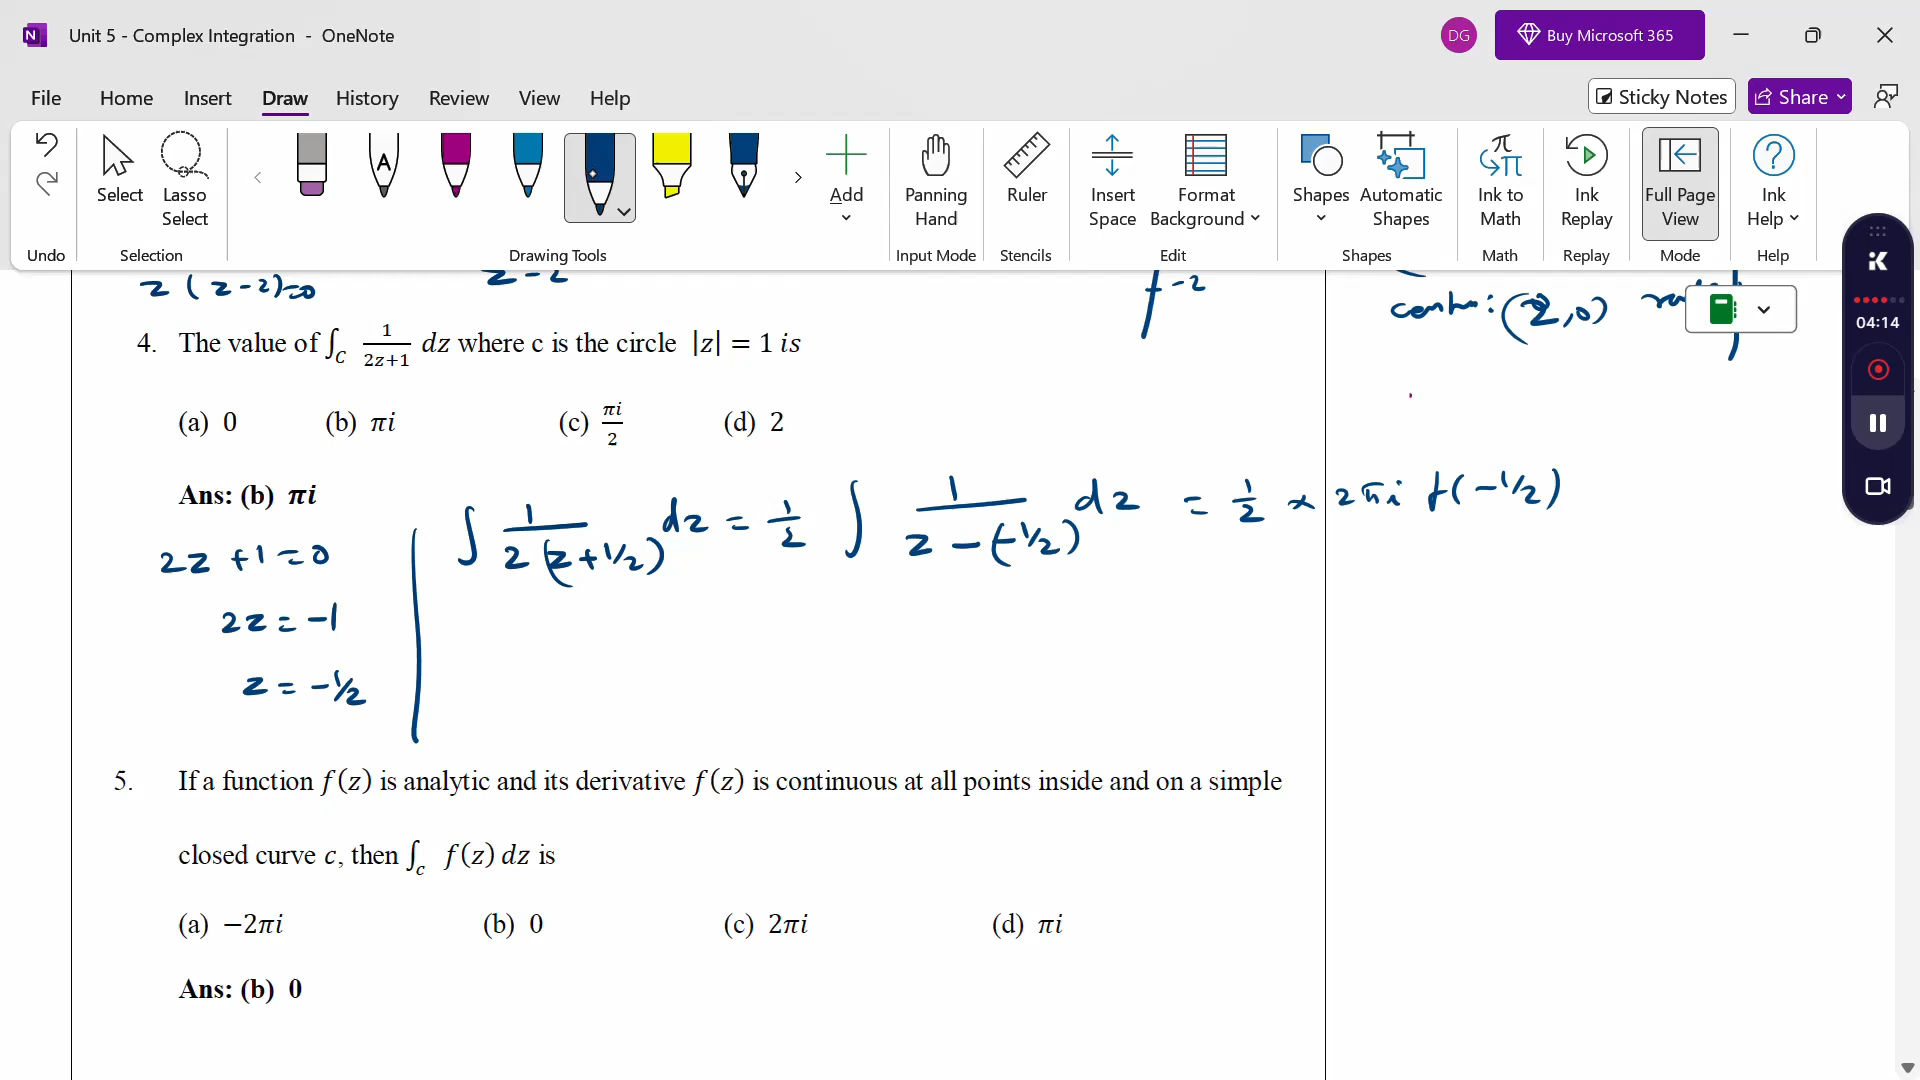 Unit 5 - Complex Integration - OneNote
DG
Buy Microsoft 365
File Home Insert Draw History Review View Help
Sticky Notes
Share
Select
Lasso Select
A
Add
Panning Hand
Ruler
Insert Space
Format Background
Shapes
Automatic Shapes
Ink to Math
Ink Replay
Full Page View
Ink Help
Undo Selection Drawing Tools Input Mode Stencils Edit Shapes Math Replay Mode Help
04:14
z (z-2)=0
z-2
-2
(2,0)
4. The value of ∫_C 1/(2z+1) dz where c is the circle |z| = 1 is
(a) 0 (b) πi (c) πi/2 (d) 2
Ans: (b) πi
∫ 1/(2(z+1/2)) dz = 1/2 ∫ 1/(z-(-1/2)) dz = 1/2 × 2πi f(-1/2)
2z +1=0
2z = -1
z = -1/2
5. If a function f(z) is analytic and its derivative f(z) is continuous at all points inside and on a simple
closed curve c, then ∫_c f(z) dz is
(a) −2πi (b) 0 (c) 2πi (d) πi
Ans: (b) 0